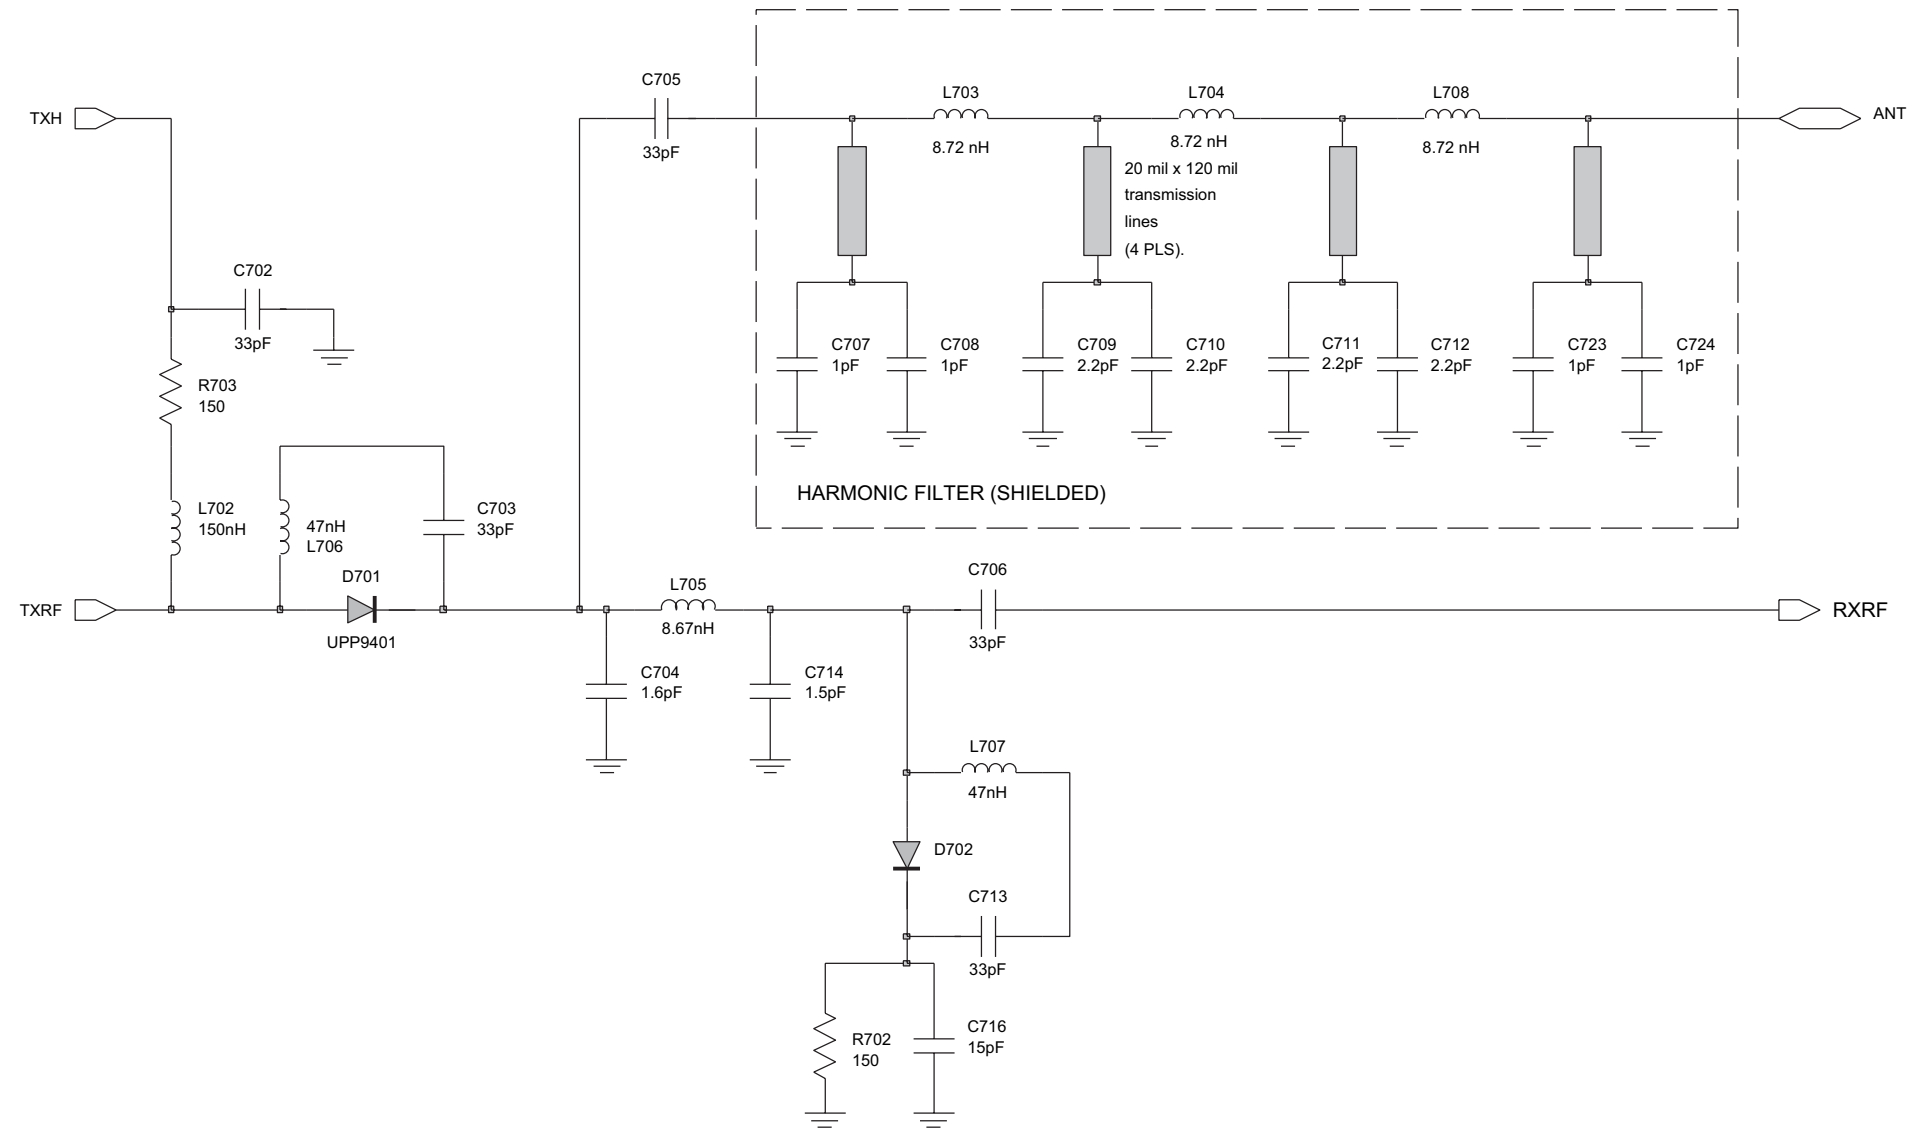 TXH
C705
33pF
L703
8.72 nH
L704
8.72 nH
L708
8.72 nH
ANT
20 mil x 120 mil
transmission
lines
(4 PLS).
C702
33pF
R703
150
C707
1pF
C708
1pF
C709
2.2pF
C710
2.2pF
C711
2.2pF
C712
2.2pF
C723
1pF
C724
1pF
HARMONIC FILTER (SHIELDED)
L702
150nH
47nH
L706
C703
33pF
TXRF
D701
UPP9401
L705
8.67nH
C706
33pF
RXRF
C704
1.6pF
C714
1.5pF
L707
47nH
D702
C713
33pF
R702
150
C716
15pF